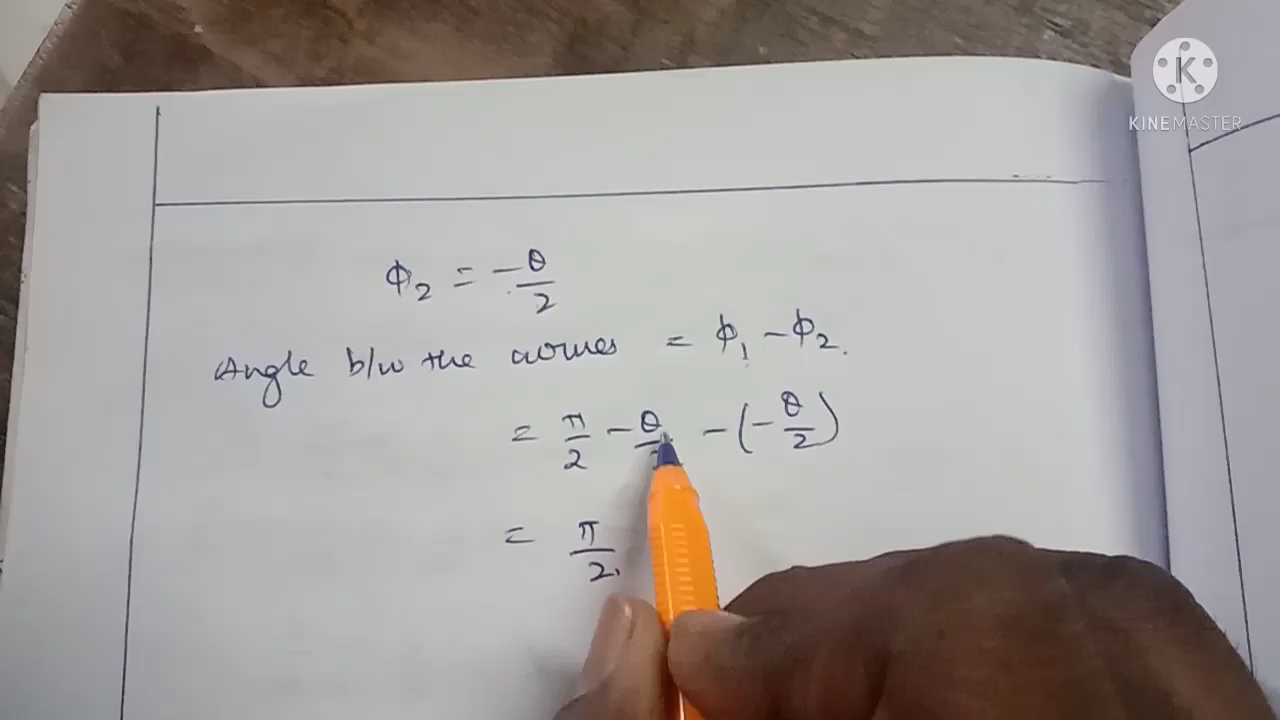 K
KINEMASTER
ϕ₂ = -θ/2
Angle b/w the curves = ϕ₁ - ϕ₂.
= π/2 - θ/2 - (-θ/2)
= π/2